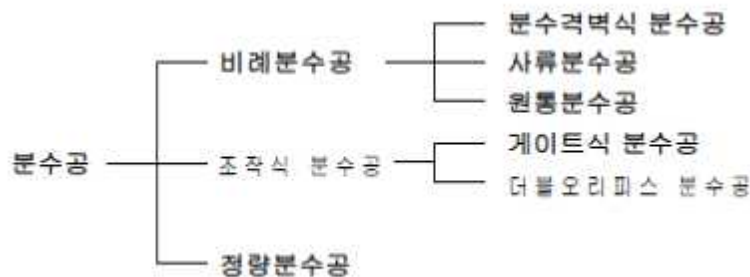 분수격벽식 분수공
비례분수공
사류분수공
원통분수공
게이트식 분수공
분수공
조작식 분수공
더블오리피스 분수공
정량분수공